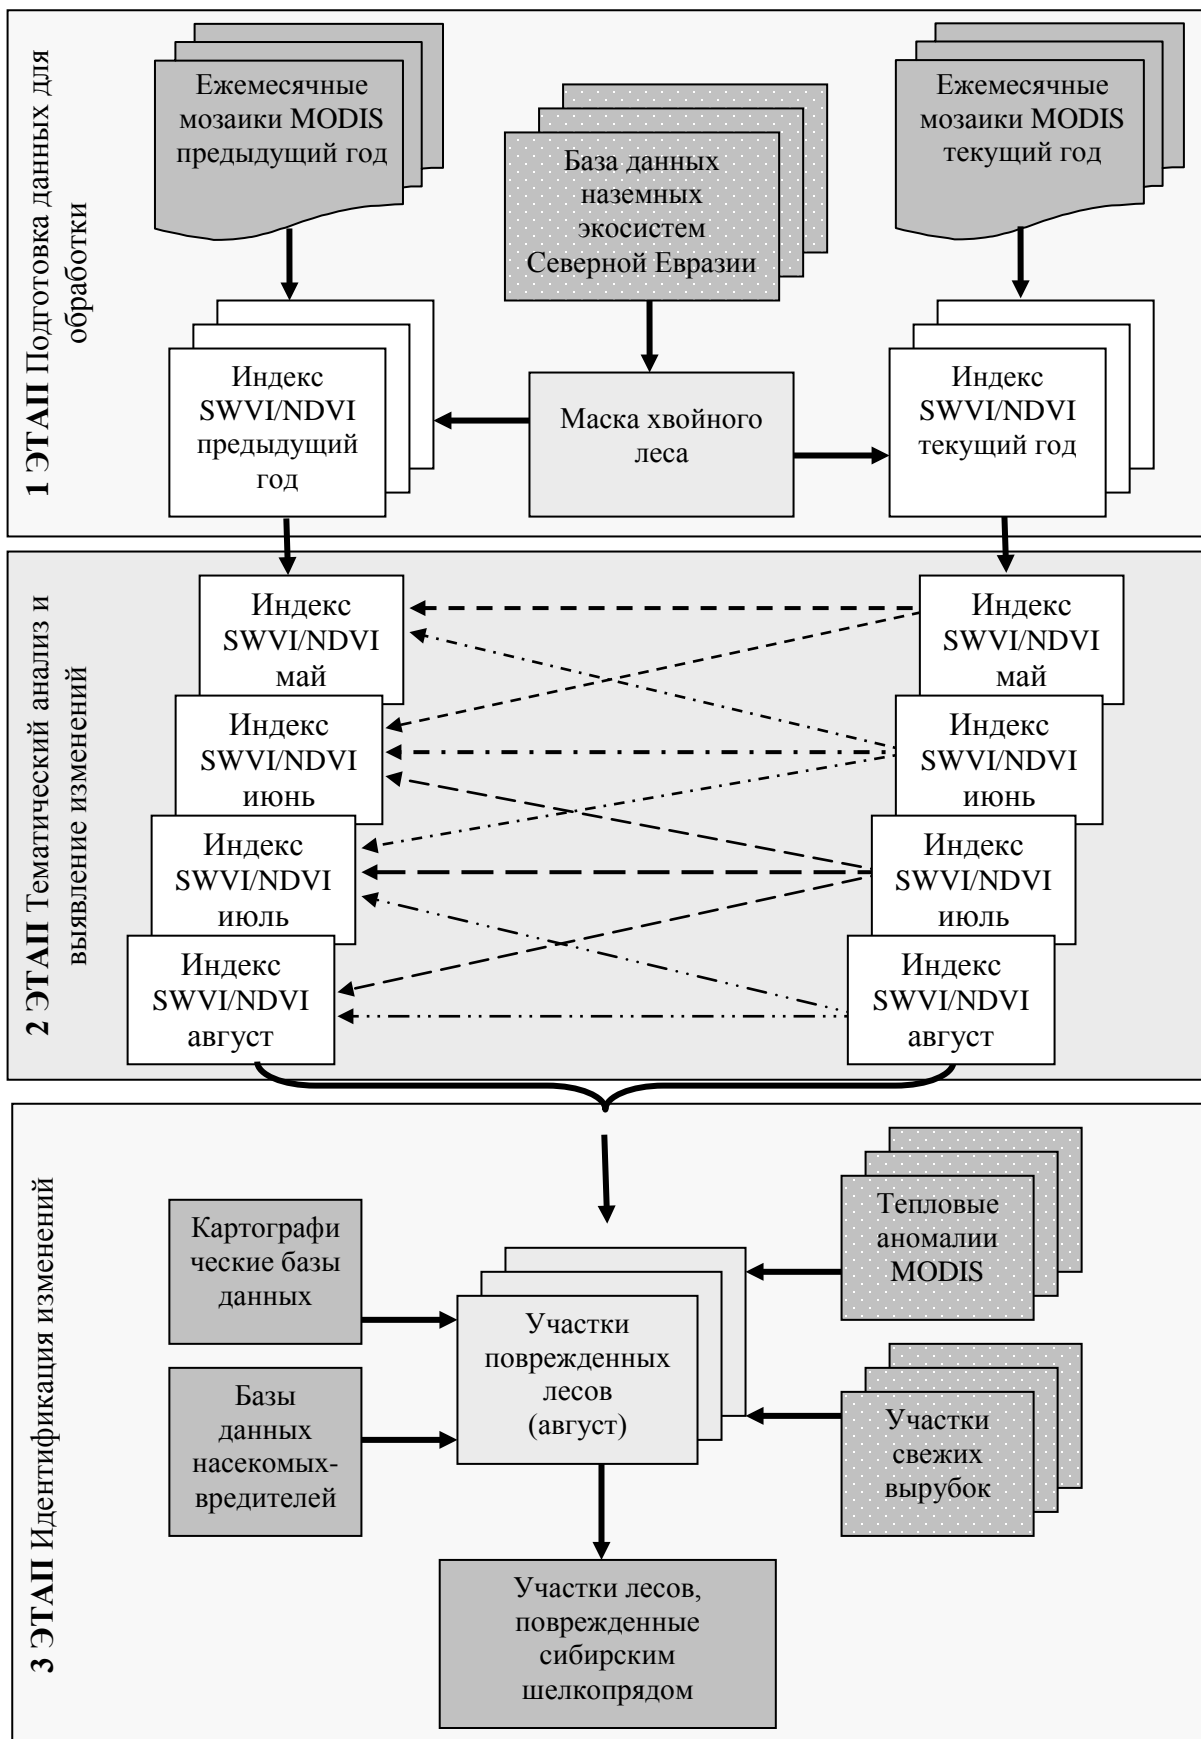 1 ЭТАП Подготовка данных для
обработки
Ежемесячные
мозаики MODIS
предыдущий год
База данных
наземных
экосистем
Северной Евразии
Ежемесячные
мозаики MODIS
текущий год
Индекс
SWVI/NDVI
предыдущий
год
Маска хвойного
леса
Индекс
SWVI/NDVI
текущий год
2 ЭТАП Тематический анализ и
выявление изменений
Индекс
SWVI/NDVI
май
Индекс
SWVI/NDVI
июнь
Индекс
SWVI/NDVI
июль
Индекс
SWVI/NDVI
август
Индекс
SWVI/NDVI
май
Индекс
SWVI/NDVI
июнь
Индекс
SWVI/NDVI
июль
Индекс
SWVI/NDVI
август
3 ЭТАП Идентификация изменений
Картографи
ческие базы
данных
Базы
данных
насекомых-
вредителей
Участки
поврежденных
лесов
(август)
Тепловые
аномалии
MODIS
Участки
свежих
вырубок
Участки лесов,
поврежденные
сибирским
шелкопрядом